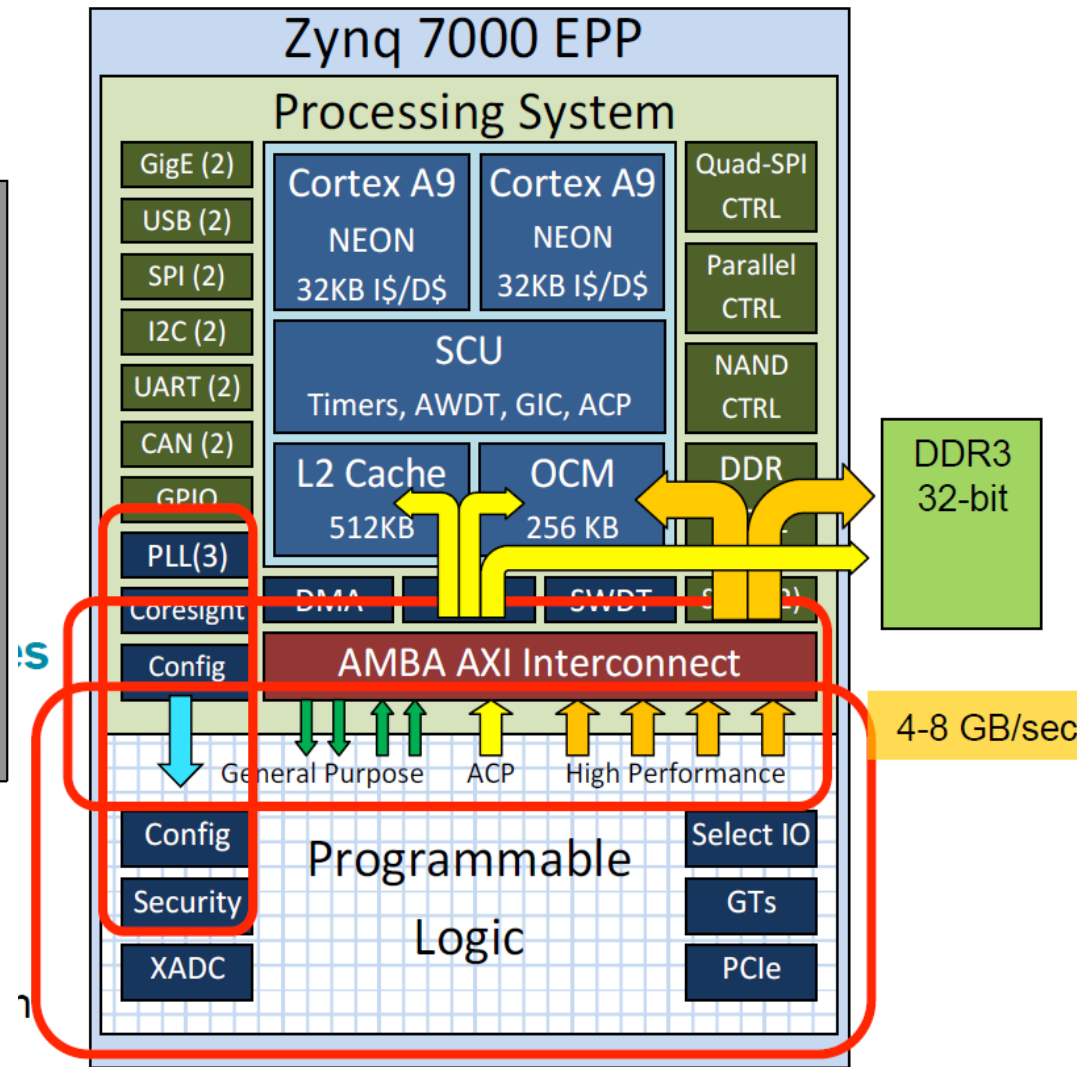 Zynq 7000 EPP
Processing System
GigE (2)
USB (2)
SPI (2)
I2C (2)
UART (2)
CAN (2)
GPIO
PLL(3)
Coresight
Config
Cortex A9
NEON
32KB I$/D$
Cortex A9
NEON
32KB I$/D$
SCU
Timers, AWDT, GIC, ACP
L2 Cache
512KB
OCM
256 KB
Quad-SPI
CTRL
Parallel
CTRL
NAND
CTRL
DDR
DMA
SWDT
AMBA AXI Interconnect
DDR3
32-bit
es
4-8 GB/sec
General Purpose
ACP
High Performance
Config
Security
XADC
Programmable
Logic
Select IO
GTs
PCIe